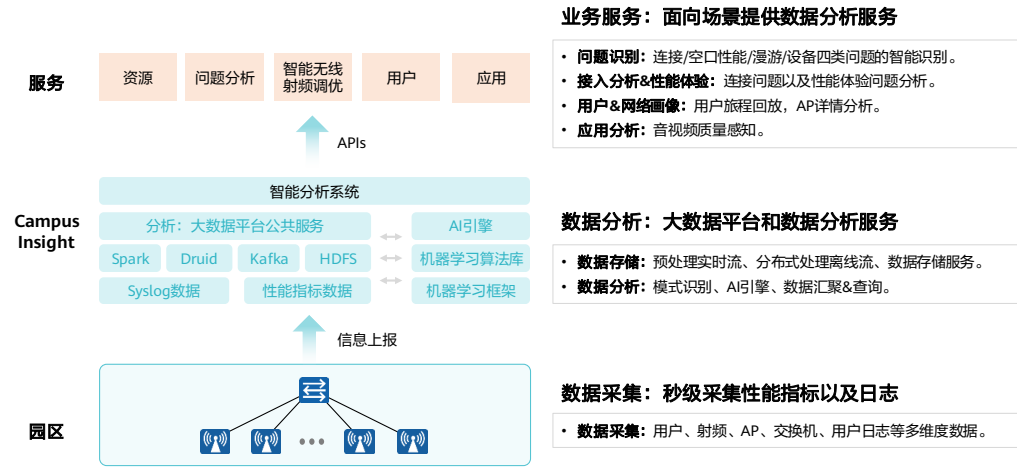 业务服务：面向场景提供数据分析服务
服务
资源
问题分析
智能无线
射频调优
用户
应用
• 问题识别：连接/空口性能/漫游/设备四类问题的智能识别。
• 接入分析&性能体验：连接问题以及性能体验问题分析。
• 用户&网络画像：用户旅程回放，AP详情分析。
• 应用分析：音视频质量感知。
APIs
Campus
Insight
智能分析系统
分析：大数据平台公共服务
AI引擎
Spark
Druid
Kafka
HDFS
机器学习算法库
Syslog数据
性能指标数据
机器学习框架
数据分析：大数据平台和数据分析服务
• 数据存储：预处理实时流、分布式处理离线流、数据存储服务。
• 数据分析：模式识别、AI引擎、数据汇聚&查询。
信息上报
园区
数据采集：秒级采集性能指标以及日志
• 数据采集：用户、射频、AP、交换机、用户日志等多维度数据。